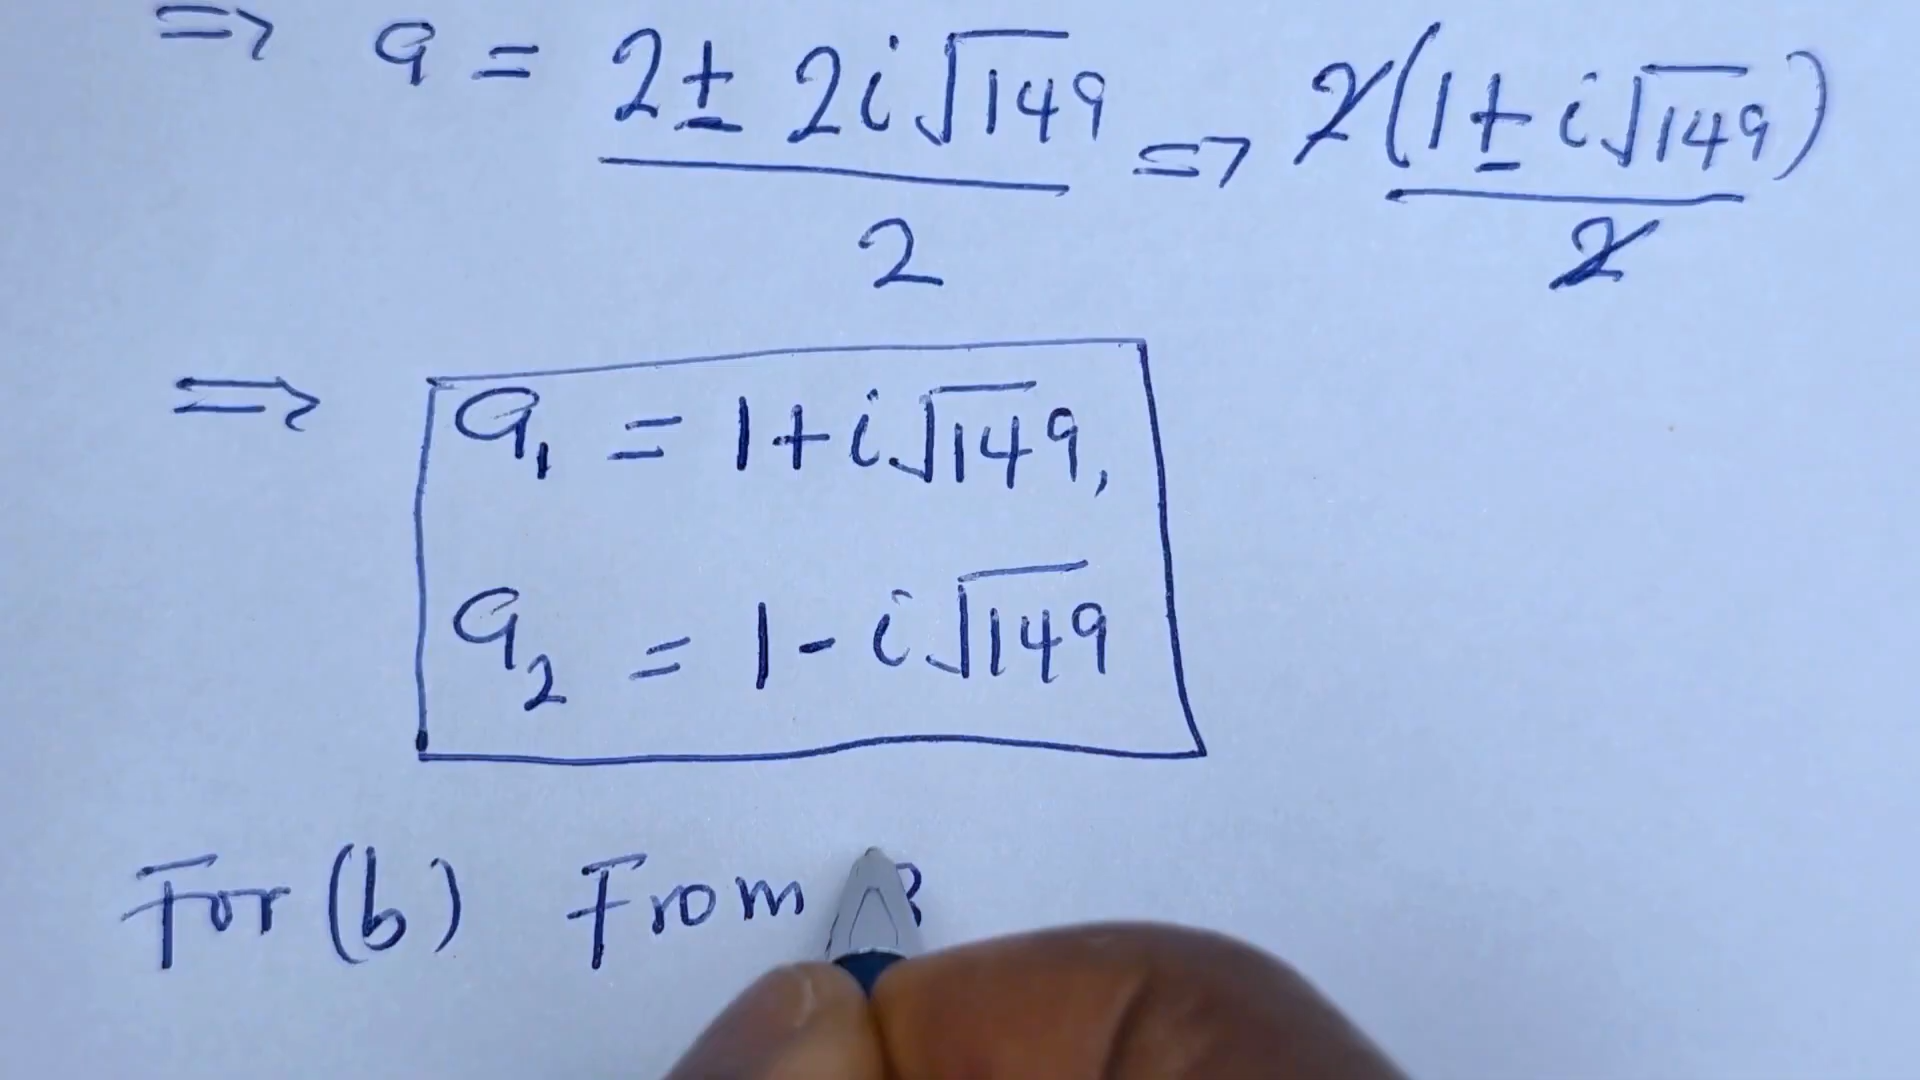 ⇒ a = (2 ± 2i√149)/2 ⇒ 2(1 ± i√149)/2
⇒ a₁ = 1 + i√149,
a₂ = 1 - i√149
For (b) From